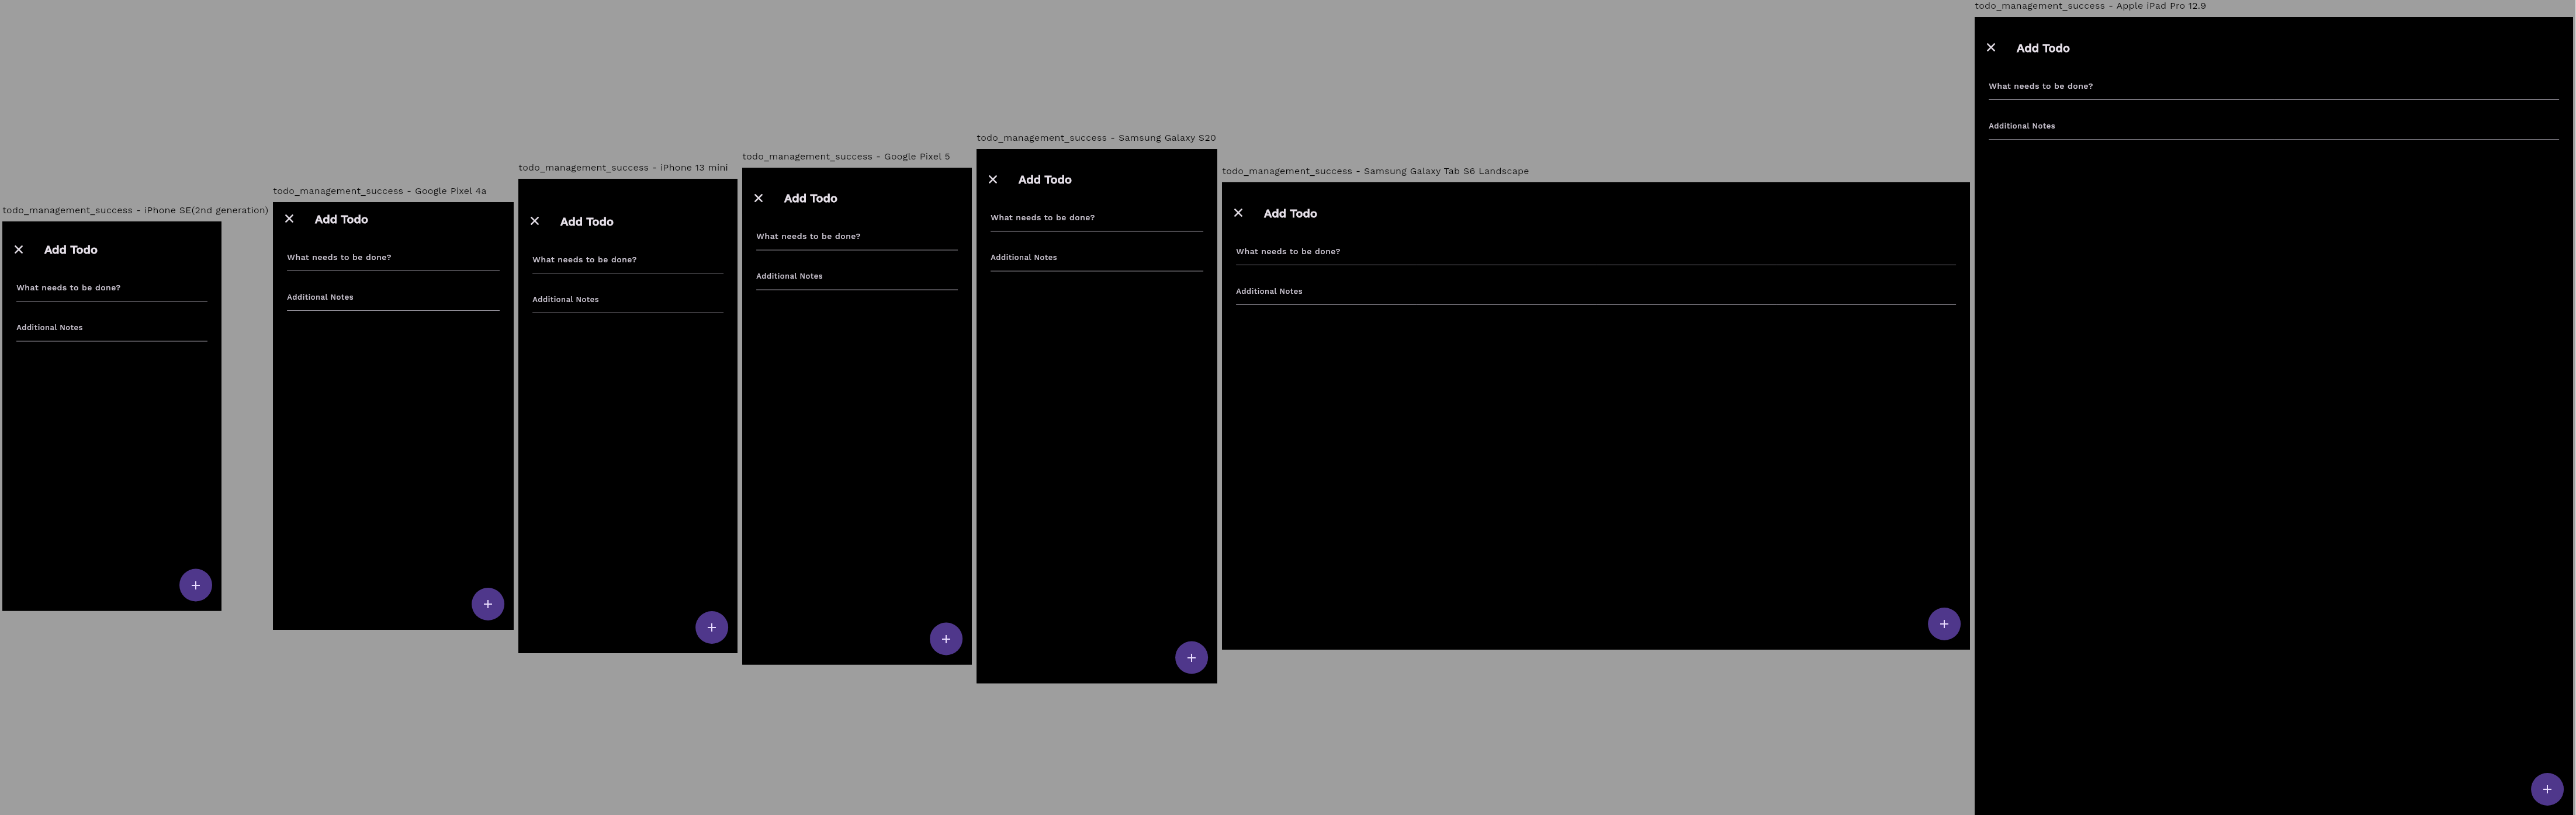 todo_management_success - iPhone SE(2nd generation)
Add Todo
What needs to be done?
Additional Notes
todo_management_success - Google Pixel 4a
Add Todo
What needs to be done?
Additional Notes
todo_management_success - iPhone 13 mini
Add Todo
What needs to be done?
Additional Notes
todo_management_success - Google Pixel 5
Add Todo
What needs to be done?
Additional Notes
todo_management_success - Samsung Galaxy S20
Add Todo
What needs to be done?
Additional Notes
todo_management_success - Samsung Galaxy Tab S6 Landscape
Add Todo
What needs to be done?
Additional Notes
todo_management_success - Apple iPad Pro 12.9
Add Todo
What needs to be done?
Additional Notes